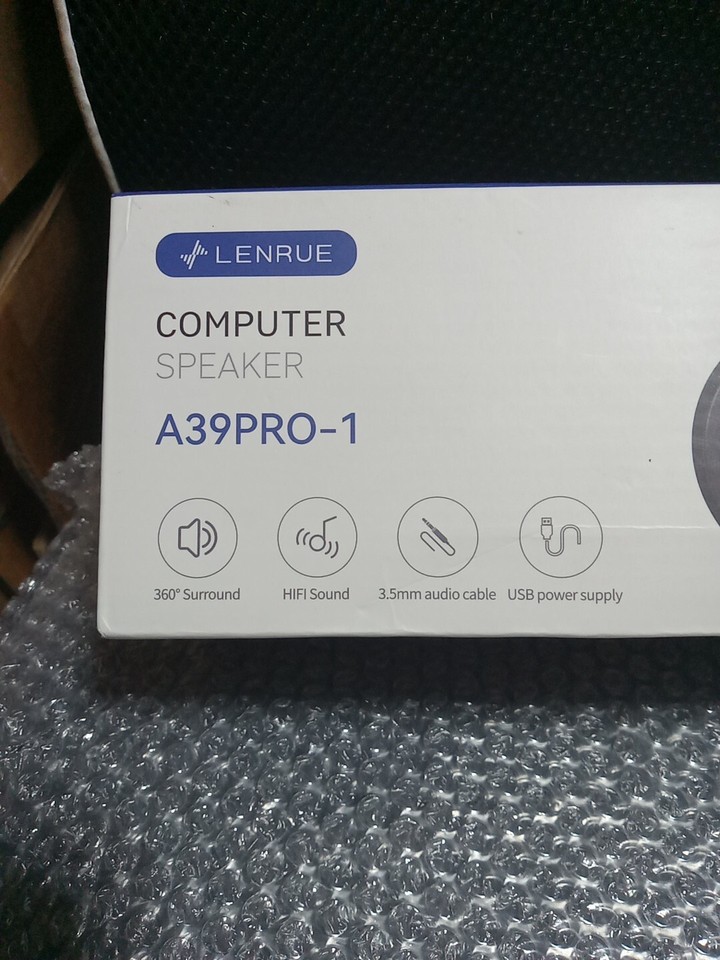 LENRUE
COMPUTER
SPEAKER
A39PRO-1
360° Surround
HIFI Sound
3.5mm audio cable
USB power supply